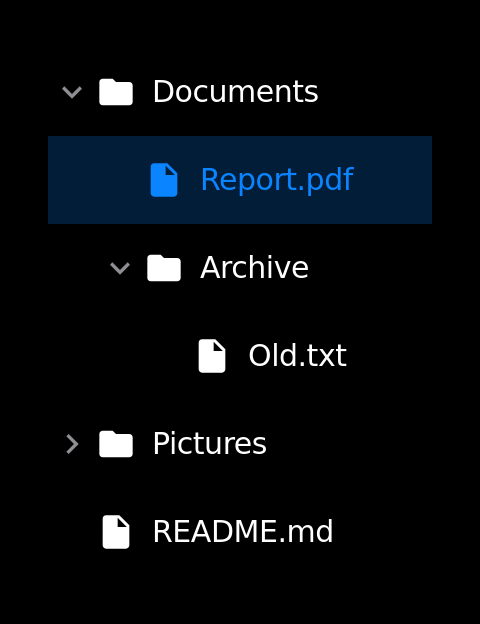 Documents
Report.pdf
Archive
Old.txt
Pictures
README.md